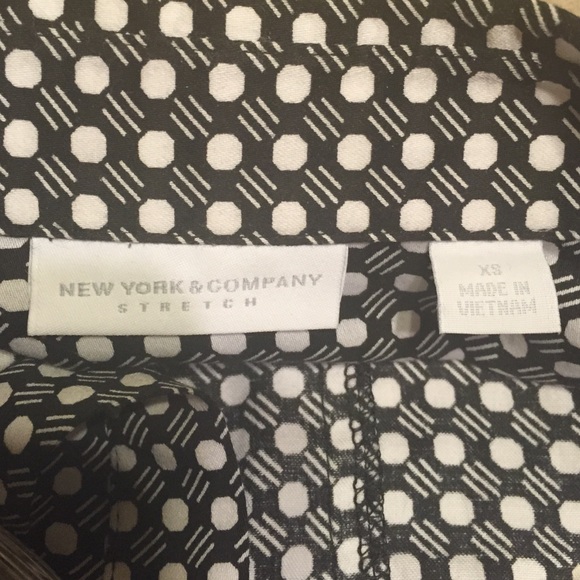 NEW YORK & COMPANY
STRETCH
XS
MADE IN
VIETNAM